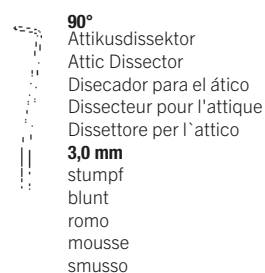 90°
Attikusdissektor
Attic Dissector
Disecador para el ático
Dissecteur pour l'attique
Dissettore per l`attico
3,0 mm
stumpf
blunt
romo
mousse
smusso